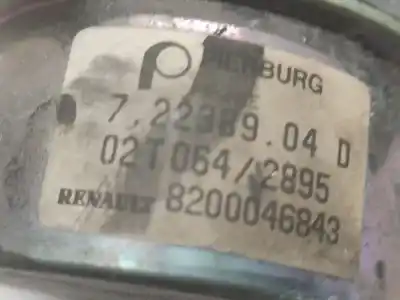 PIERBURG
7.22389.04 D
02T064/2895
RENAULT 8200046843